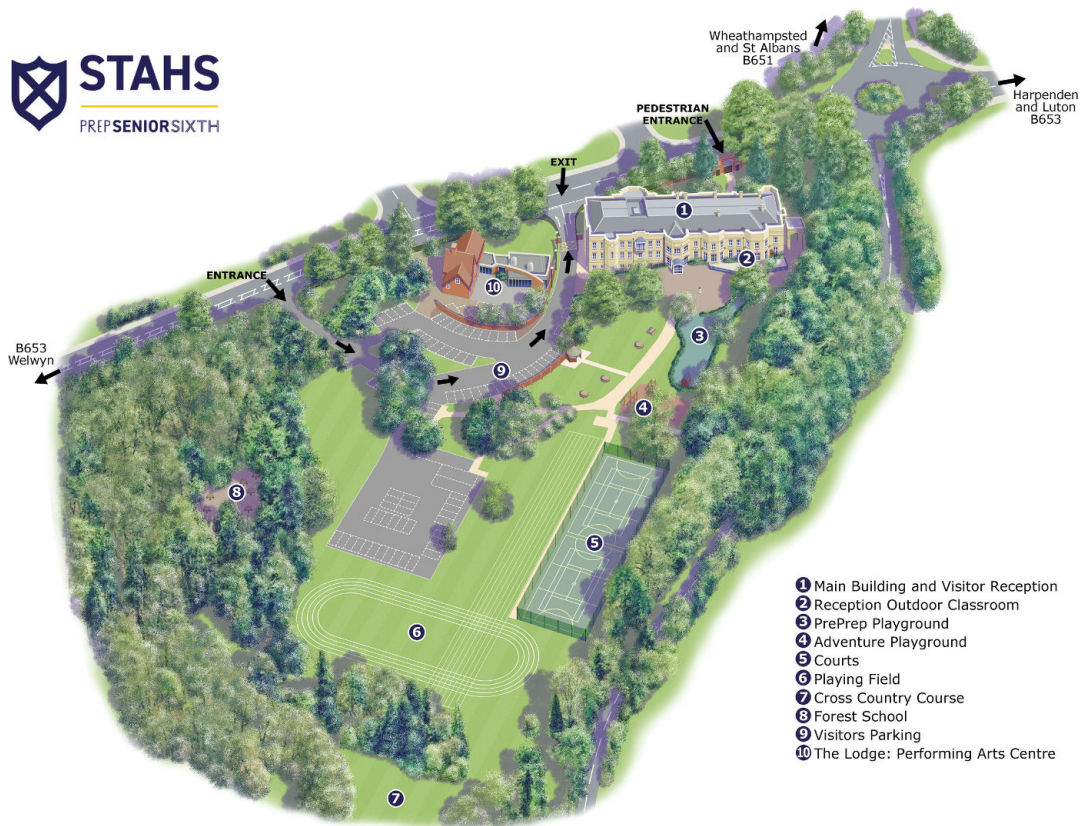 STAHS
PREPSENIORSIXTH
Wheathampsted
and St Albans
B651
Harpenden
and Luton
B653
PEDESTRIAN
ENTRANCE
EXIT
ENTRANCE
B653
Welwyn
1
2
3
4
5
6
7
8
9
10
1 Main Building and Visitor Reception
2 Reception Outdoor Classroom
3 PrePrep Playground
4 Adventure Playground
5 Courts
6 Playing Field
7 Cross Country Course
8 Forest School
9 Visitors Parking
10 The Lodge: Performing Arts Centre